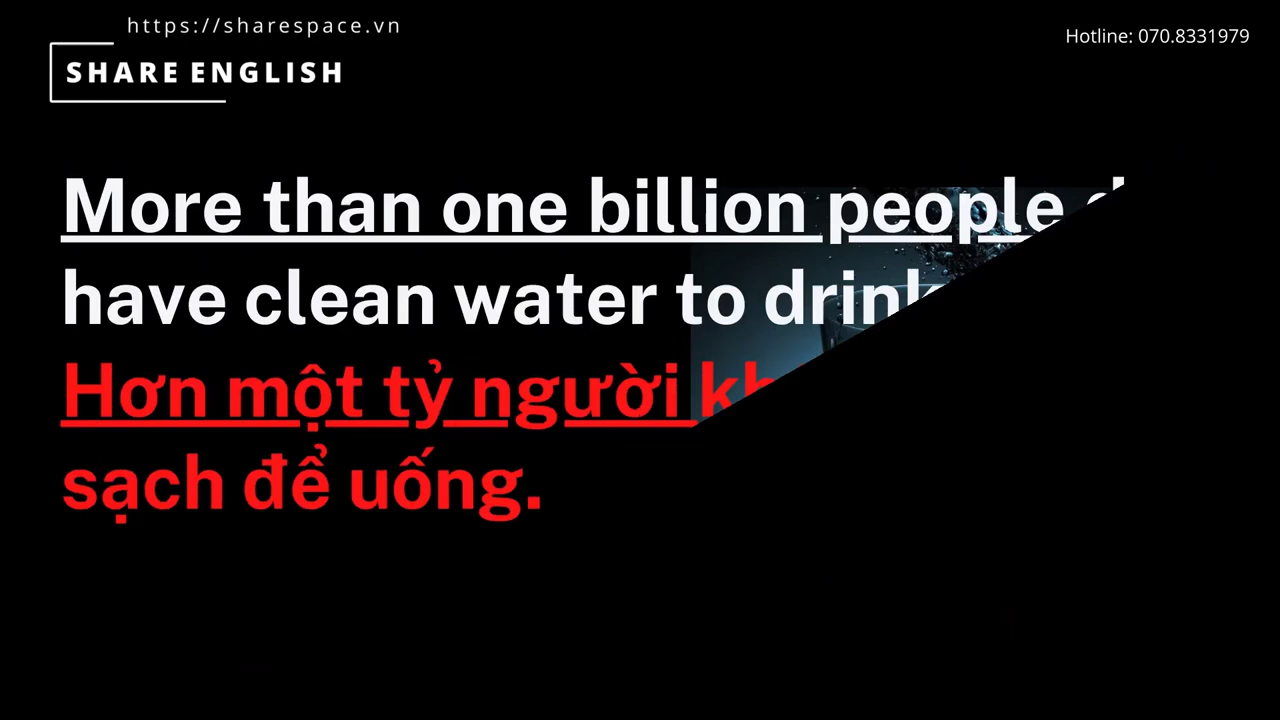 https://sharespace.vn
SHARE ENGLISH
Hotline: 070.8331979
More than one billion people
have clean water to drink
Hơn một tỷ người
sạch để uống.